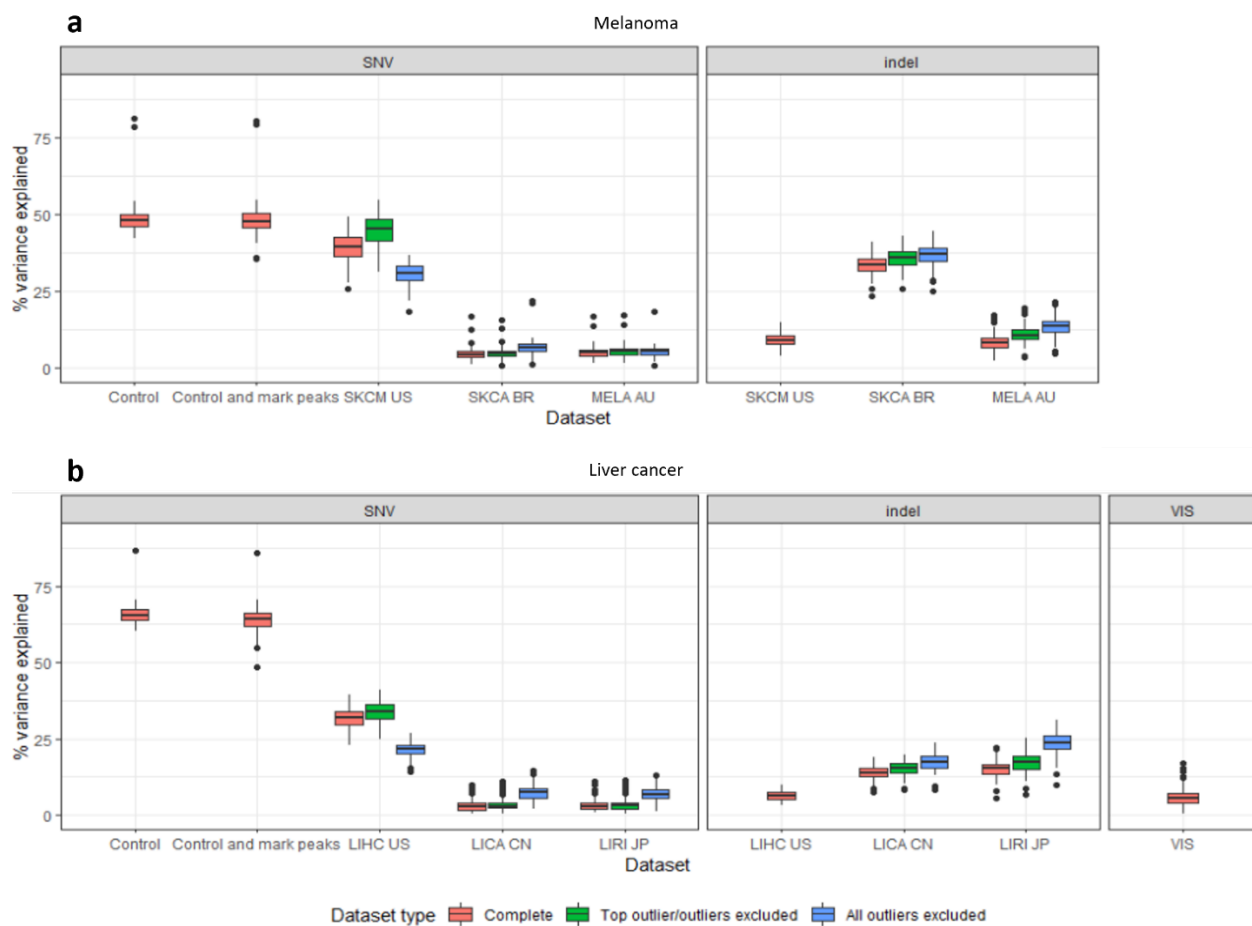 a
Melanoma
SNV
indel
% variance explained
75
50
25
0
Control
Control and mark peaks
SKCM US
SKCA BR
MELA AU
SKCM US
SKCA BR
MELA AU
Dataset
b
Liver cancer
SNV
indel
VIS
% variance explained
75
50
25
0
Control
Control and mark peaks
LIHC US
LICA CN
LIRI JP
LIHC US
LICA CN
LIRI JP
VIS
Dataset
Dataset type
Complete
Top outlier/outliers excluded
All outliers excluded